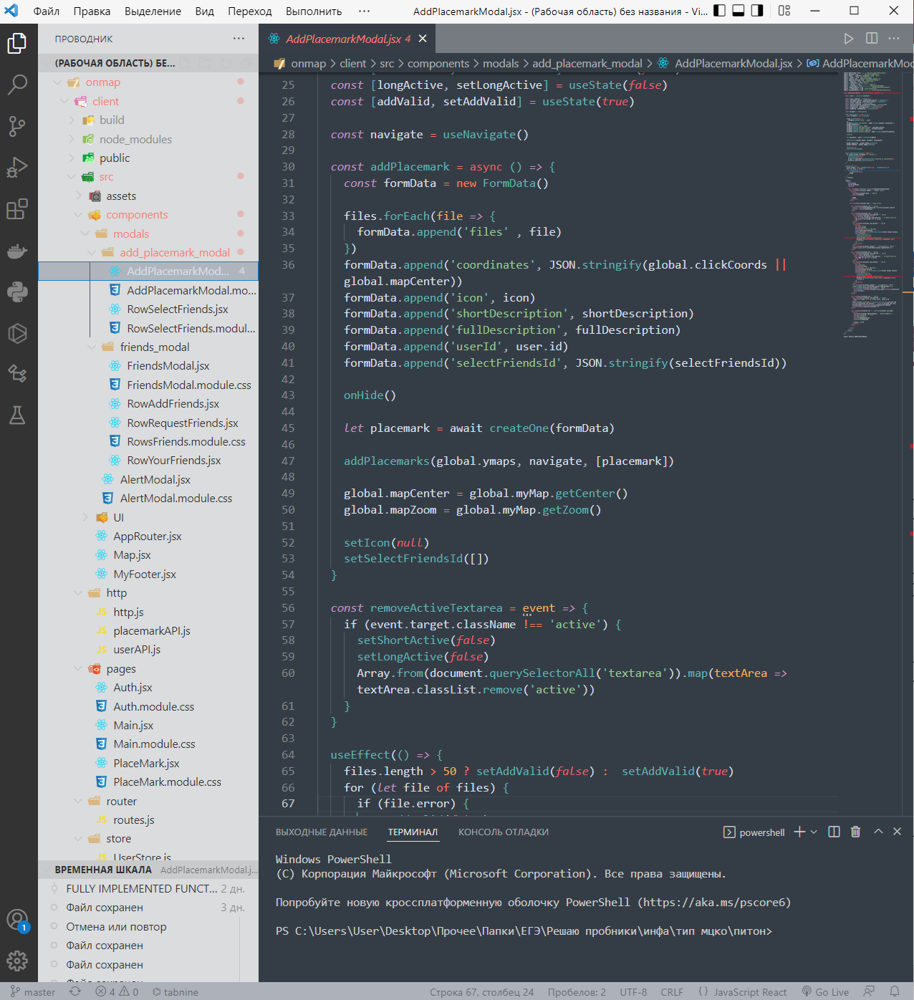 Файл Правка Выделение Вид Переход Выполнить ··· AddPlacemarkModal.jsx - (Рабочая область) без названия - Vi...
ПРОВОДНИК ···
(РАБОЧАЯ ОБЛАСТЬ) БЕ...
onmap
client
build
node_modules
public
src
assets
components
modals
add_placemark_modal
AddPlacemarkMod... 4
AddPlacemarkModal.mo...
RowSelectFriends.jsx
RowSelectFriends.modul...
friends_modal
FriendsModal.jsx
FriendsModal.module.css
RowAddFriends.jsx
RowRequestFriends.jsx
RowsFriends.module.css
RowYourFriends.jsx
AlertModal.jsx
AlertModal.module.css
UI
AppRouter.jsx
Map.jsx
MyFooter.jsx
http
JS http.js
JS placemarkAPI.js
JS userAPI.js
pages
Auth.jsx
Auth.module.css
Main.jsx
Main.module.css
PlaceMark.jsx
PlaceMark.module.css
router
JS routes.js
store
JS UserStore.js
ВРЕМЕННАЯ ШКАЛА AddPlacemarkModal.j...
FULLY IMPLEMENTED FUNCT... 2 дн.
Файл сохранен 3 дн.
Отмена или повтор
Файл сохранен
Файл сохранен
Файл сохранен
AddPlacemarkModal.jsx 4 ×
onmap > client > src > components > modals > add_placemark_modal > AddPlacemarkModal.jsx > AddPlacemarkMod
25 const [longActive, setLongActive] = useState(false)
26 const [addValid, setAddValid] = useState(true)
27
28 const navigate = useNavigate()
29
30 const addPlacemark = async () => {
31 const formData = new FormData()
32
33 files.forEach(file => {
34 formData.append('files' , file)
35 })
36 formData.append('coordinates', JSON.stringify(global.clickCoords ||
global.mapCenter))
37 formData.append('icon', icon)
38 formData.append('shortDescription', shortDescription)
39 formData.append('fullDescription', fullDescription)
40 formData.append('userId', user.id)
41 formData.append('selectFriendsId', JSON.stringify(selectFriendsId))
42
43 onHide()
44
45 let placemark = await createOne(formData)
46
47 addPlacemarks(global.ymaps, navigate, [placemark])
48
49 global.mapCenter = global.myMap.getCenter()
50 global.mapZoom = global.myMap.getZoom()
51
52 setIcon(null)
53 setSelectFriendsId([])
54 }
55
56 const removeActiveTextarea = event => {
57 if (event.target.className !== 'active') {
58 setShortActive(false)
59 setLongActive(false)
60 Array.from(document.querySelectorAll('textarea')).map(textArea =>
textArea.classList.remove('active'))
61 }
62 }
63
64 useEffect(() => {
65 files.length > 50 ? setAddValid(false) : setAddValid(true)
66 for (let file of files) {
67 if (file.error) {
ВЫХОДНЫЕ ДАННЫЕ ТЕРМИНАЛ КОНСОЛЬ ОТЛАДКИ powershell
Windows PowerShell
(C) Корпорация Майкрософт (Microsoft Corporation). Все права защищены.
Попробуйте новую кроссплатформенную оболочку PowerShell (https://aka.ms/pscore6)
PS C:\Users\User\Desktop\Прочее\Папки\ЕГЭ\Решаю пробники\инфа\тип мцко\питон>
1
master 4 0 tabnine Строка 67, столбец 24 Пробелов: 2 UTF-8 CRLF {} JavaScript React Go Live